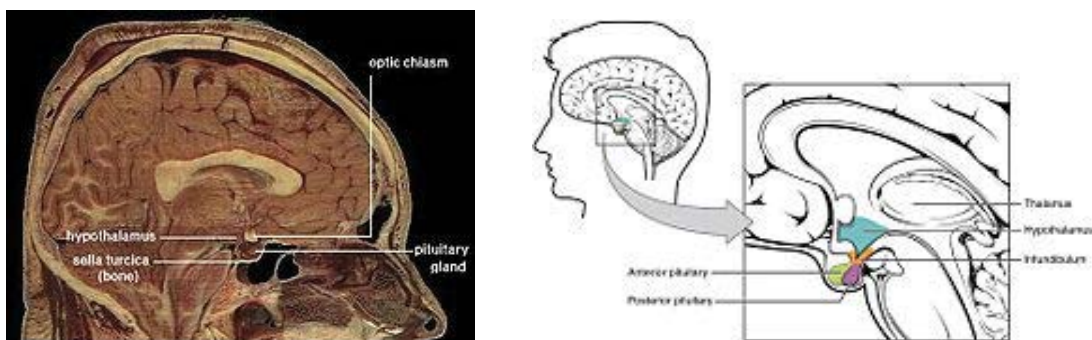 optic chiasm
hypothalamus
sella turcica
(bone)
pituitary
gland
Thalamus
Hypothalamus
Infundibulum
Anterior pituitary
Posterior pituitary